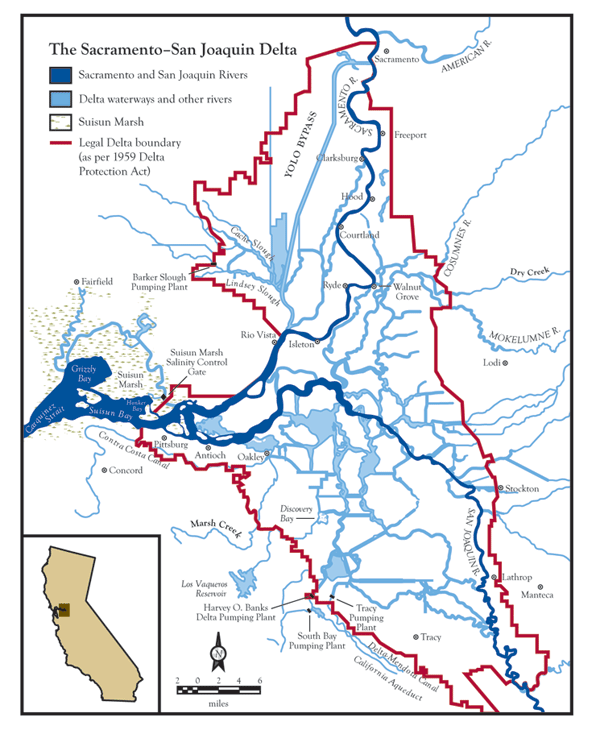 The Sacramento–San Joaquin Delta
Sacramento and San Joaquin Rivers
Delta waterways and other rivers
Suisun Marsh
Legal Delta boundary
(as per 1959 Delta
Protection Act)
Sacramento
AMERICAN R.
SACRAMENTO R.
YOLO BYPASS
Freeport
Clarksburg
Hood
Courtland
COSUMNES R.
Cache Slough
Dry Creek
Barker Slough
Pumping Plant
Lindsey Slough
Fairfield
Ryde
Walnut
Grove
MOKELUMNE R.
Rio Vista
Isleton
Suisun Marsh
Salinity Control
Gate
Lodi
Grizzly
Bay
Suisun
Marsh
Honker
Bay
Suisun Bay
Carquinez
Strait
Contra Costa Canal
Pittsburg
Antioch
Oakley
Concord
Stockton
Discovery
Bay
Marsh Creek
SAN JOAQUIN R.
Los Vaqueros
Reservoir
Lathrop
Manteca
Harvey O. Banks
Delta Pumping Plant
Tracy
Pumping
Plant
South Bay
Pumping Plant
Tracy
Delta Mendota Canal
California Aqueduct
N
2 0 2 4 6
miles